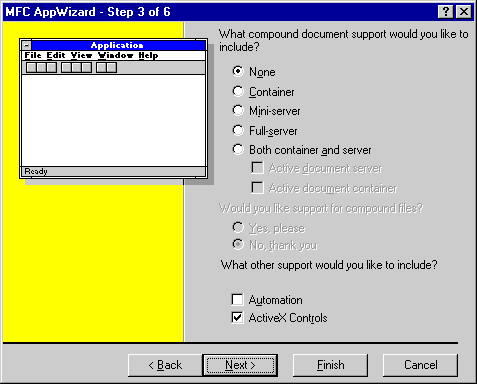 MFC AppWizard - Step 3 of 6
Application
File Edit View Window Help
Ready
What compound document support would you like to
include?
None
Container
Mini-server
Full-server
Both container and server
Active document server
Active document container
Would you like support for compound files?
Yes, please
No, thank you
What other support would you like to include?
Automation
ActiveX Controls
< Back
Next >
Finish
Cancel